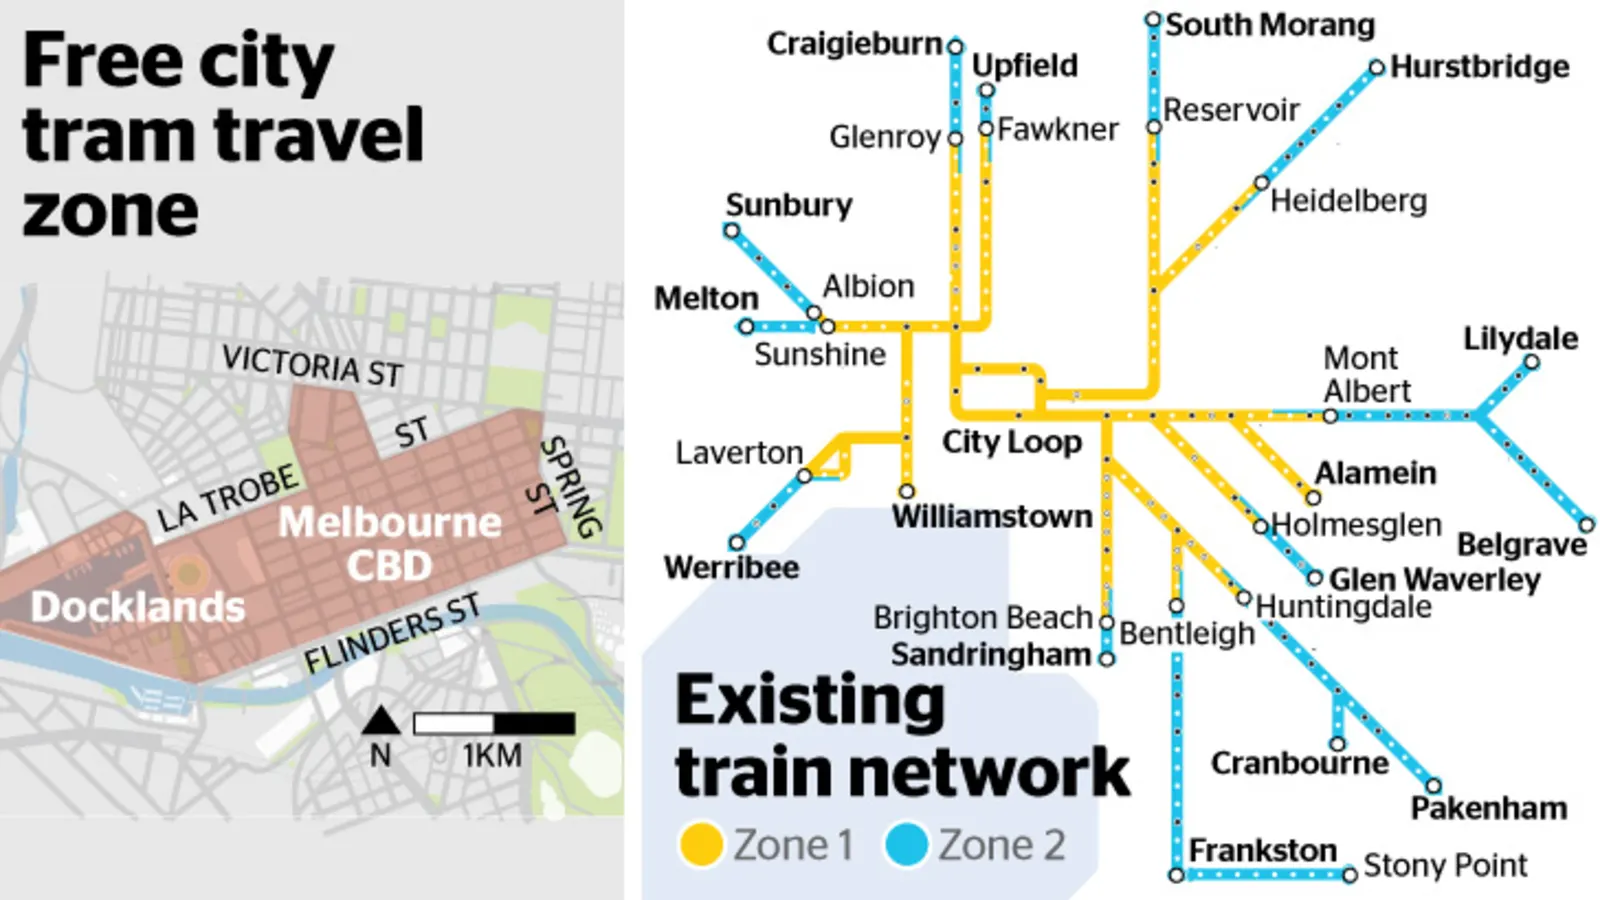 Free city
tram travel
zone
VICTORIA ST
LA TROBE
ST
SPRING
ST
Melbourne
CBD
Docklands
FLINDERS ST
N
1KM
Craigieburn
Upfield
South Morang
Hurstbridge
Glenroy
Fawkner
Reservoir
Heidelberg
Sunbury
Albion
Melton
Sunshine
Lilydale
Mont
Albert
City Loop
Laverton
Alamein
Williamstown
Holmesglen
Belgrave
Werribee
Glen Waverley
Brighton Beach
Huntingdale
Bentleigh
Sandringham
Existing
train network
Cranbourne
Pakenham
Zone 1
Zone 2
Frankston
Stony Point